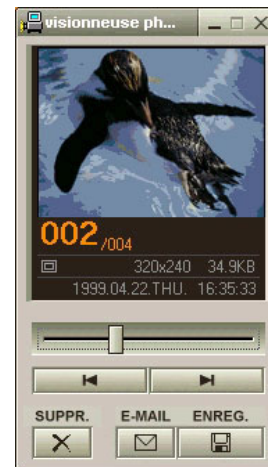 visionneuse ph...
002/004
320x240 34.9KB
1999.04.22.THU. 16:35:33
SUPPR. E-MAIL ENREG.